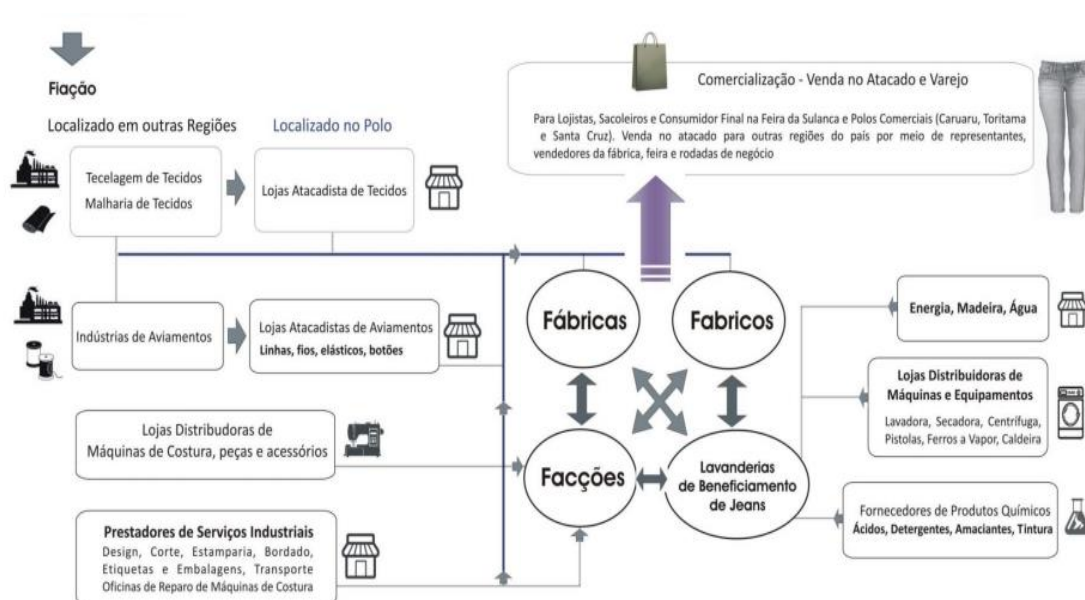 Fiação
Localizado em outras Regiões
Localizado no Polo
Tecelagem de Tecidos
Malharia de Tecidos
Lojas Atacadista de Tecidos
Comercialização - Venda no Atacado e Varejo
Para Lojistas, Sacoleiros e Consumidor Final na Feira da Sulanca e Polos Comerciais (Caruaru, Toritama
e Santa Cruz). Venda no atacado para outras regiões do país por meio de representantes,
vendedores da fábrica, feira e rodadas de negócio
Indústrias de Aviamentos
Lojas Atacadistas de Aviamentos
Linhas, fios, elásticos, botões
Fábricas
Fabricos
Energia, Madeira, Água
Lojas Distribuidoras de
Máquinas e Equipamentos
Lavadora, Secadora, Centrífuga,
Pistolas, Ferros a Vapor, Caldeira
Lojas Distribudoras de
Máquinas de Costura, peças e acessórios
Facções
Lavanderias
de Beneficiamento
de Jeans
Fornecedores de Produtos Químicos
Ácidos, Detergentes, Amaciantes, Tintura
Prestadores de Serviços Industriais
Design, Corte, Estamparia, Bordado,
Etiquetas e Embalagens, Transporte
Oficinas de Reparo de Máquinas de Costura